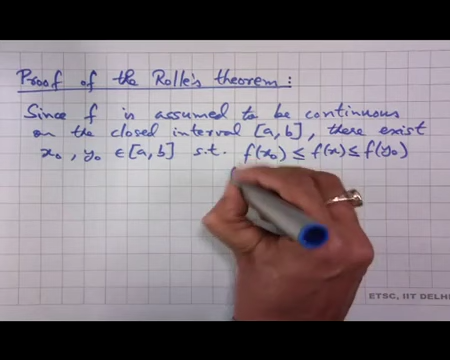 Proof of the Rolle's theorem:
Since f is assumed to be continuous
on the closed interval [a, b], there exist
x₀, y₀ ∈ [a, b] s.t. f(x₀) ≤ f(x) ≤ f(y₀)
ETSC, IIT DELH